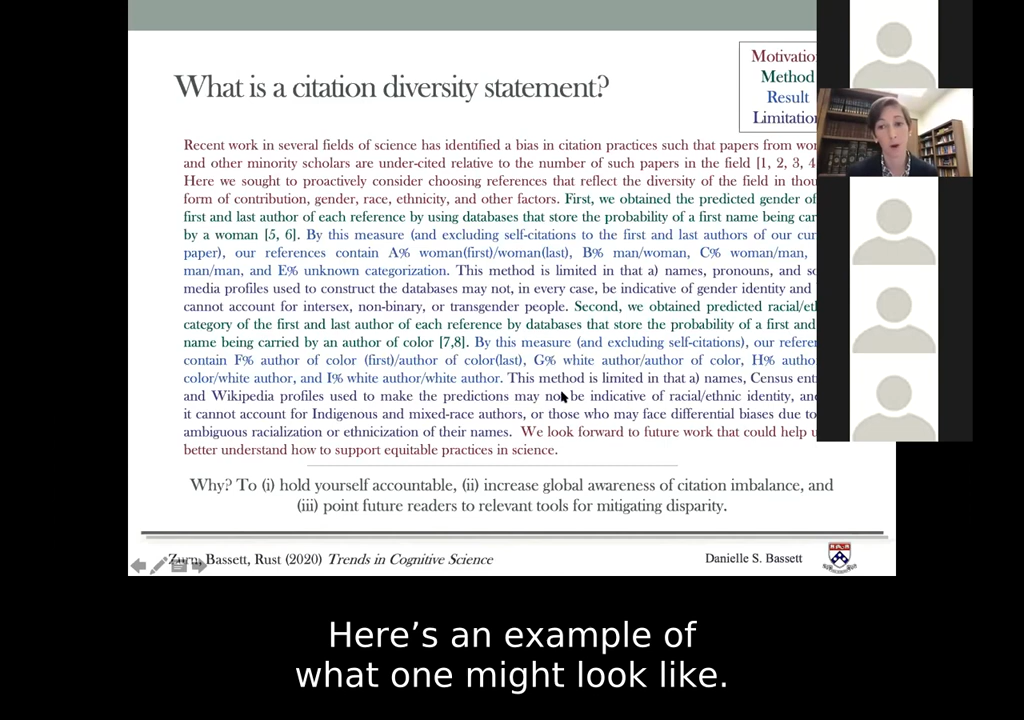 What is a citation diversity statement?
Motivatio
Method
Result
Limitation
Recent work in several fields of science has identified a bias in citation practices such that papers from wo
and other minority scholars are under-cited relative to the number of such papers in the field [1, 2, 3, 4
Here we sought to proactively consider choosing references that reflect the diversity of the field in thou
form of contribution, gender, race, ethnicity, and other factors. First, we obtained the predicted gender of
first and last author of each reference by using databases that store the probability of a first name being car
by a woman [5, 6]. By this measure (and excluding self-citations to the first and last authors of our cur
paper), our references contain A% woman(first)/woman(last), B% man/woman, C% woman/man,
man/man, and E% unknown categorization. This method is limited in that a) names, pronouns, and so
media profiles used to construct the databases may not, in every case, be indicative of gender identity and
cannot account for intersex, non-binary, or transgender people. Second, we obtained predicted racial/et
category of the first and last author of each reference by databases that store the probability of a first and
name being carried by an author of color [7,8]. By this measure (and excluding self-citations), our refere
contain F% author of color (first)/author of color(last), G% white author/author of color, H% autho
color/white author, and I% white author/white author. This method is limited in that a) names, Census ent
and Wikipedia profiles used to make the predictions may not be indicative of racial/ethnic identity, an
it cannot account for Indigenous and mixed-race authors, or those who may face differential biases due to
ambiguous racialization or ethnicization of their names. We look forward to future work that could help u
better understand how to support equitable practices in science.
Why? To (i) hold yourself accountable, (ii) increase global awareness of citation imbalance, and
(iii) point future readers to relevant tools for mitigating disparity.
Zurn, Bassett, Rust (2020) Trends in Cognitive Science
Danielle S. Bassett
Here’s an example of
what one might look like.